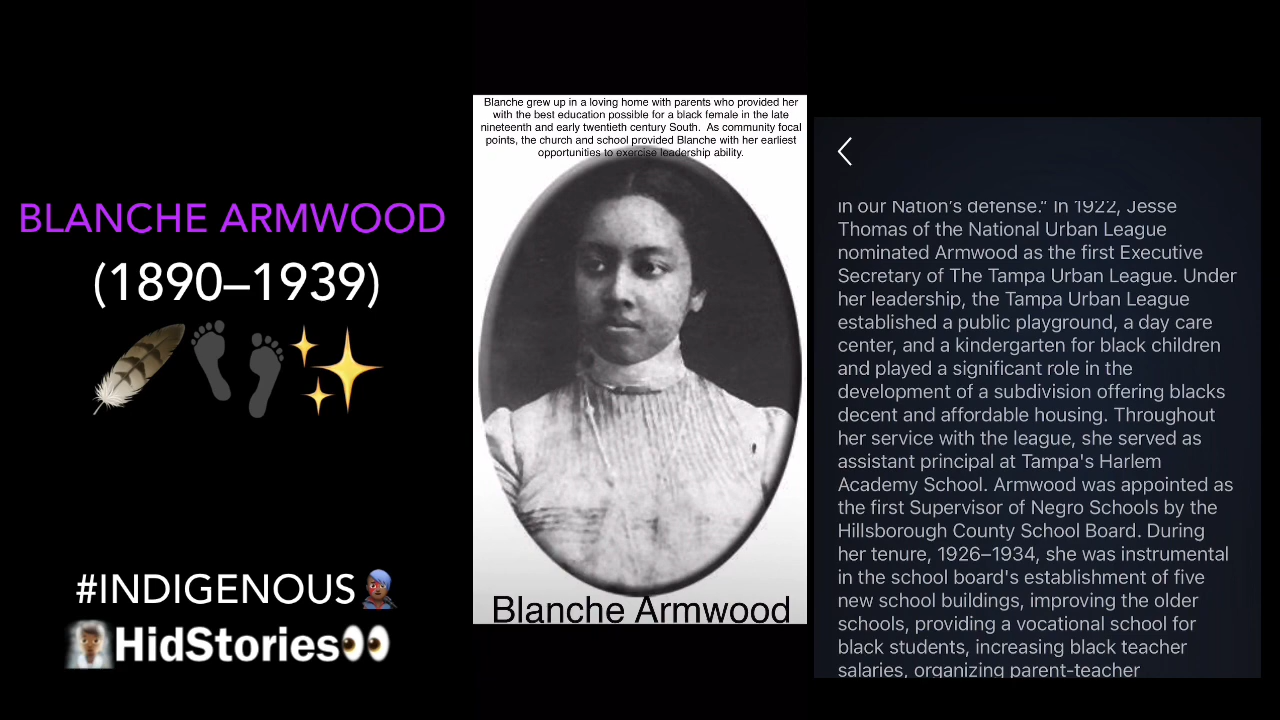 BLANCHE ARMWOOD
(1890–1939)
#INDIGENOUS
HidStories
Blanche grew up in a loving home with parents who provided her
with the best education possible for a black female in the late
nineteenth and early twentieth century South. As community focal
points, the church and school provided Blanche with her earliest
opportunities to exercise leadership ability.
Blanche Armwood
in our Nation's defense." In 1922, Jesse
Thomas of the National Urban League
nominated Armwood as the first Executive
Secretary of The Tampa Urban League. Under
her leadership, the Tampa Urban League
established a public playground, a day care
center, and a kindergarten for black children
and played a significant role in the
development of a subdivision offering blacks
decent and affordable housing. Throughout
her service with the league, she served as
assistant principal at Tampa's Harlem
Academy School. Armwood was appointed as
the first Supervisor of Negro Schools by the
Hillsborough County School Board. During
her tenure, 1926–1934, she was instrumental
in the school board's establishment of five
new school buildings, improving the older
schools, providing a vocational school for
black students, increasing black teacher
salaries, organizing parent-teacher